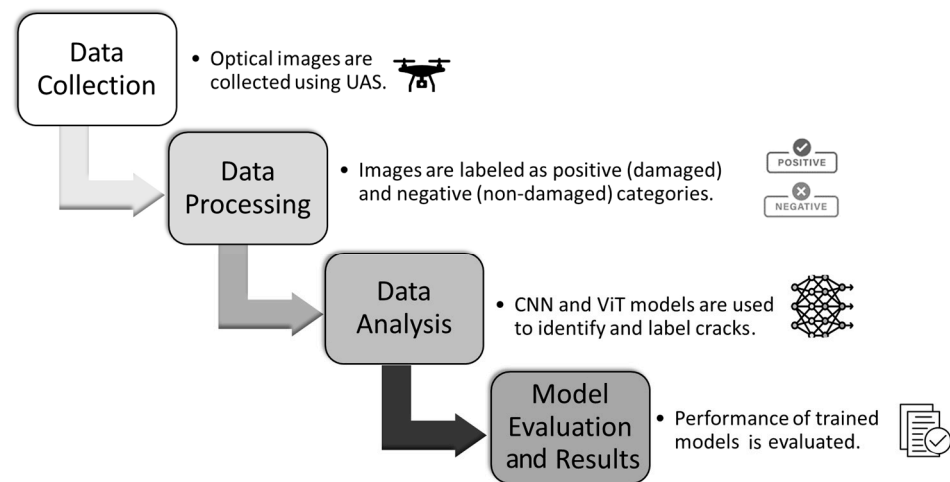 Data
Collection
• Optical images are
collected using UAS.
Data
Processing
• Images are labeled as positive (damaged)
and negative (non-damaged) categories.
POSITIVE
NEGATIVE
Data
Analysis
• CNN and ViT models are used
to identify and label cracks.
Model
Evaluation
and Results
• Performance of trained
models is evaluated.